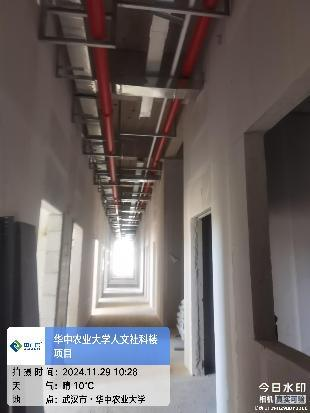 华中农业大学人文社科楼
项目
拍摄时间：2024.11.29 10:28
天 气：晴 10℃
地 点：武汉市·华中农业大学
今日水印
相机